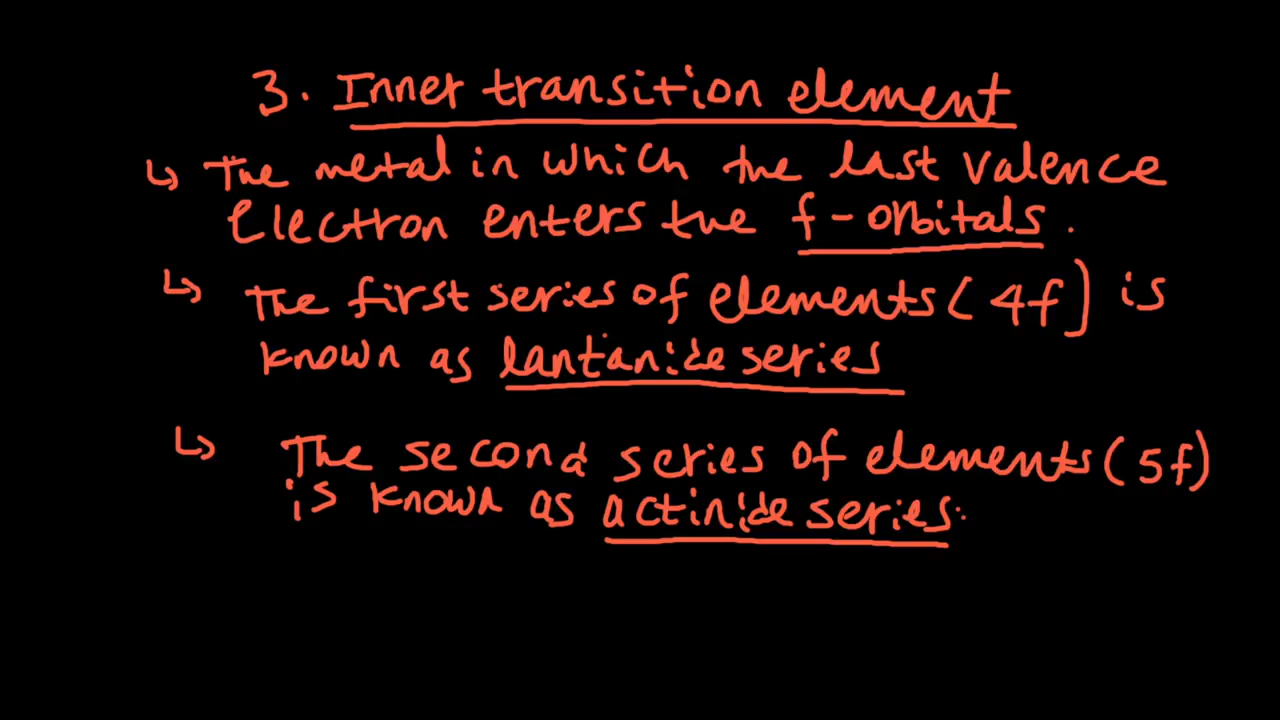 3. Inner transition element
↳ The metal in which the last valence
Electron enters the f-orbitals.
↳ The first series of elements (4f] is
known as lantanide series
↳ The second series of elements (5f)
is known as actinide series.